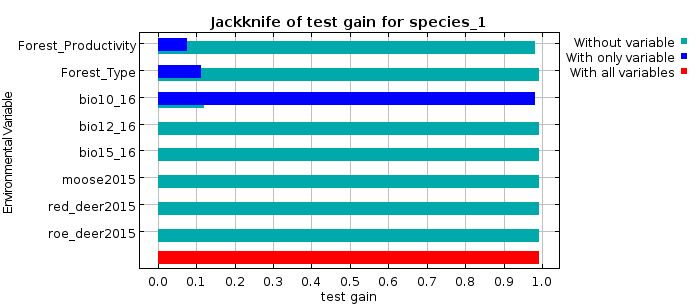 Jackknife of test gain for species_1
Without variable
With only variable
With all variables
Environmental Variable
Forest_Productivity
Forest_Type
bio10_16
bio12_16
bio15_16
moose2015
red_deer2015
roe_deer2015
0.0 0.1 0.2 0.3 0.4 0.5 0.6 0.7 0.8 0.9 1.0
test gain